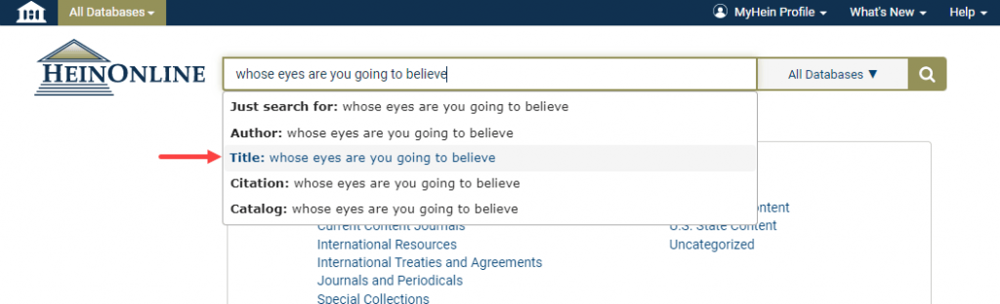 All Databases
MyHein Profile
What's New
Help
HEINONLINE
whose eyes are you going to believe
All Databases
Just search for: whose eyes are you going to believe
Author: whose eyes are you going to believe
Title: whose eyes are you going to believe
Citation: whose eyes are you going to believe
Catalog: whose eyes are you going to believe
ntent
Current Content Journals
U.S. State Content
International Resources
Uncategorized
International Treaties and Agreements
Journals and Periodicals
Special Collections